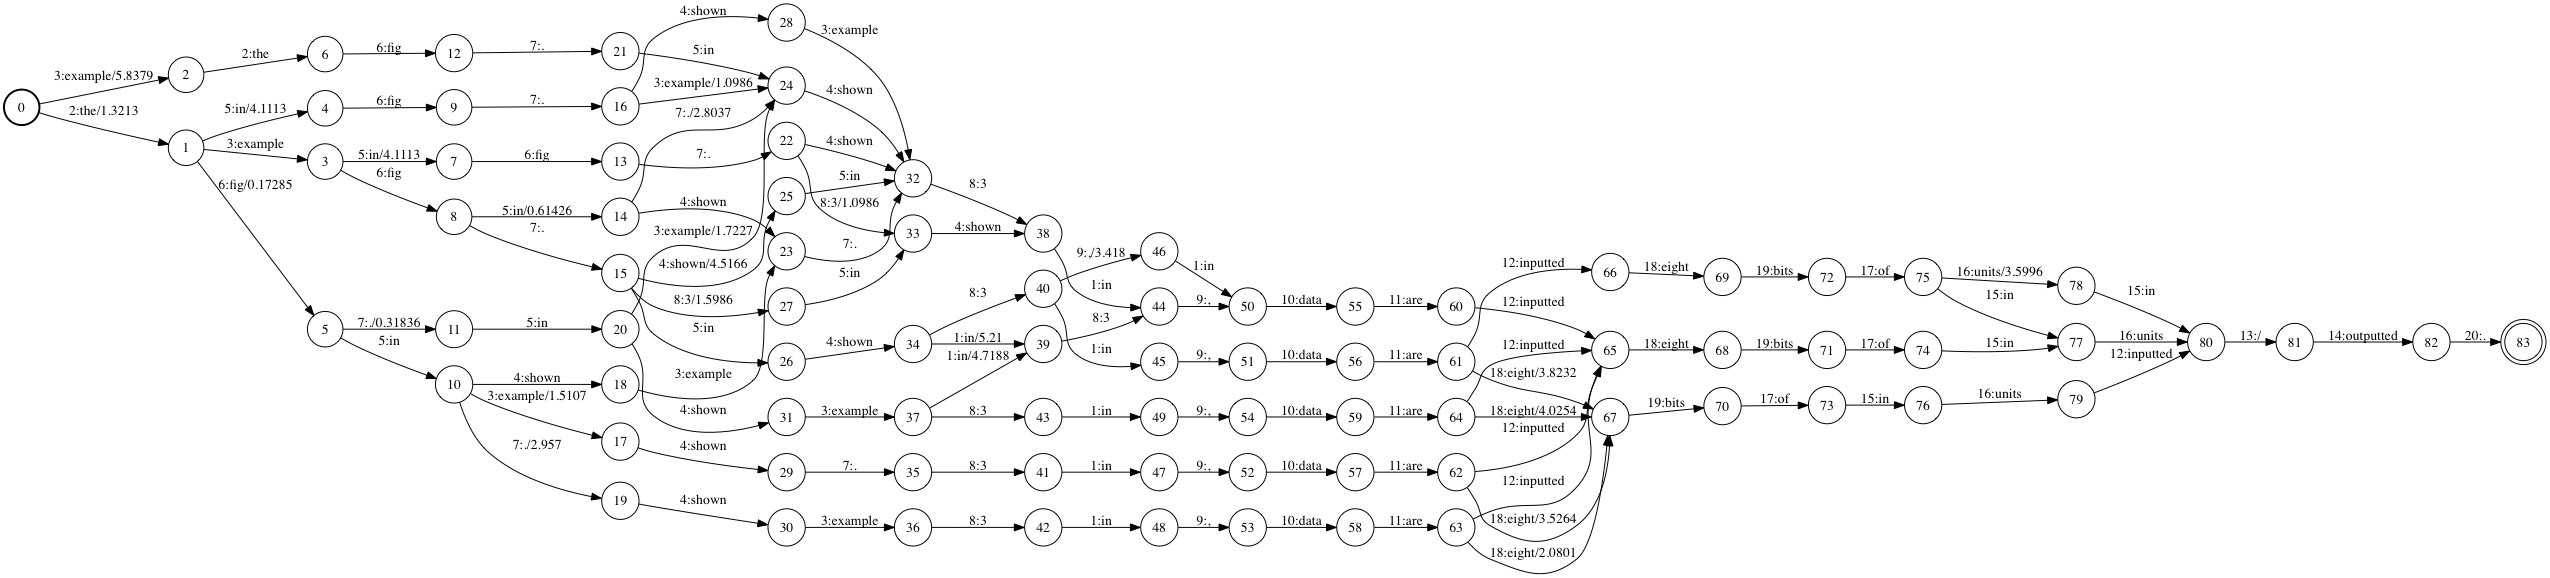 0 3:example/5.8379 2 2:the 6 6:fig 12 7:. 21 5:in 24
2:the/1.3213 1 5:in/4.1113 4 6:fig 9 7:. 16 4:shown 28 3:example 32
3:example/1.0986 4:shown
3:example 3 5:in/4.1113 7 6:fig 13 7:. 22 4:shown
8:3/1.0986 33 4:shown 38
6:fig 8 5:in/0.61426 14 7:./2.8037
4:shown 23 7:.
7:. 15 4:shown/4.5166 25 5:in
8:3/1.5986 27 5:in
5:in 26 4:shown 34 8:3 40 9:,/3.418 46 1:in 50
1:in/5.21 39 8:3 44 9:, 50 10:data 55 11:are 60 12:inputted 65
8:3 1:in
1:in 45 9:, 51 10:data 56 11:are 61 12:inputted 66 18:eight 69 19:bits 72 17:of 75 16:units/3.5996 78 15:in 80
15:in 77 16:units
18:eight/3.8232 67
6:fig/0.17285 5 7:./0.31836 11 5:in 20 3:example/1.7227
4:shown 31 3:example 37 1:in/4.7188
8:3 43 1:in 49 9:, 54 10:data 59 11:are 64 12:inputted 65 18:eight 68 19:bits 71 17:of 74 15:in
18:eight/4.0254
5:in 10 4:shown 18 3:example
3:example/1.5107 17 4:shown 29 7:. 35 8:3 41 1:in 47 9:, 52 10:data 57 11:are 62 12:inputted
18:eight/3.5264
7:./2.957 19 4:shown 30 3:example 36 8:3 42 1:in 48 9:, 53 10:data 58 11:are 63 12:inputted
18:eight/2.0801
67 19:bits 70 17:of 73 15:in 76 16:units 79 12:inputted
80 13:/ 81 14:outputted 82 20:. 83